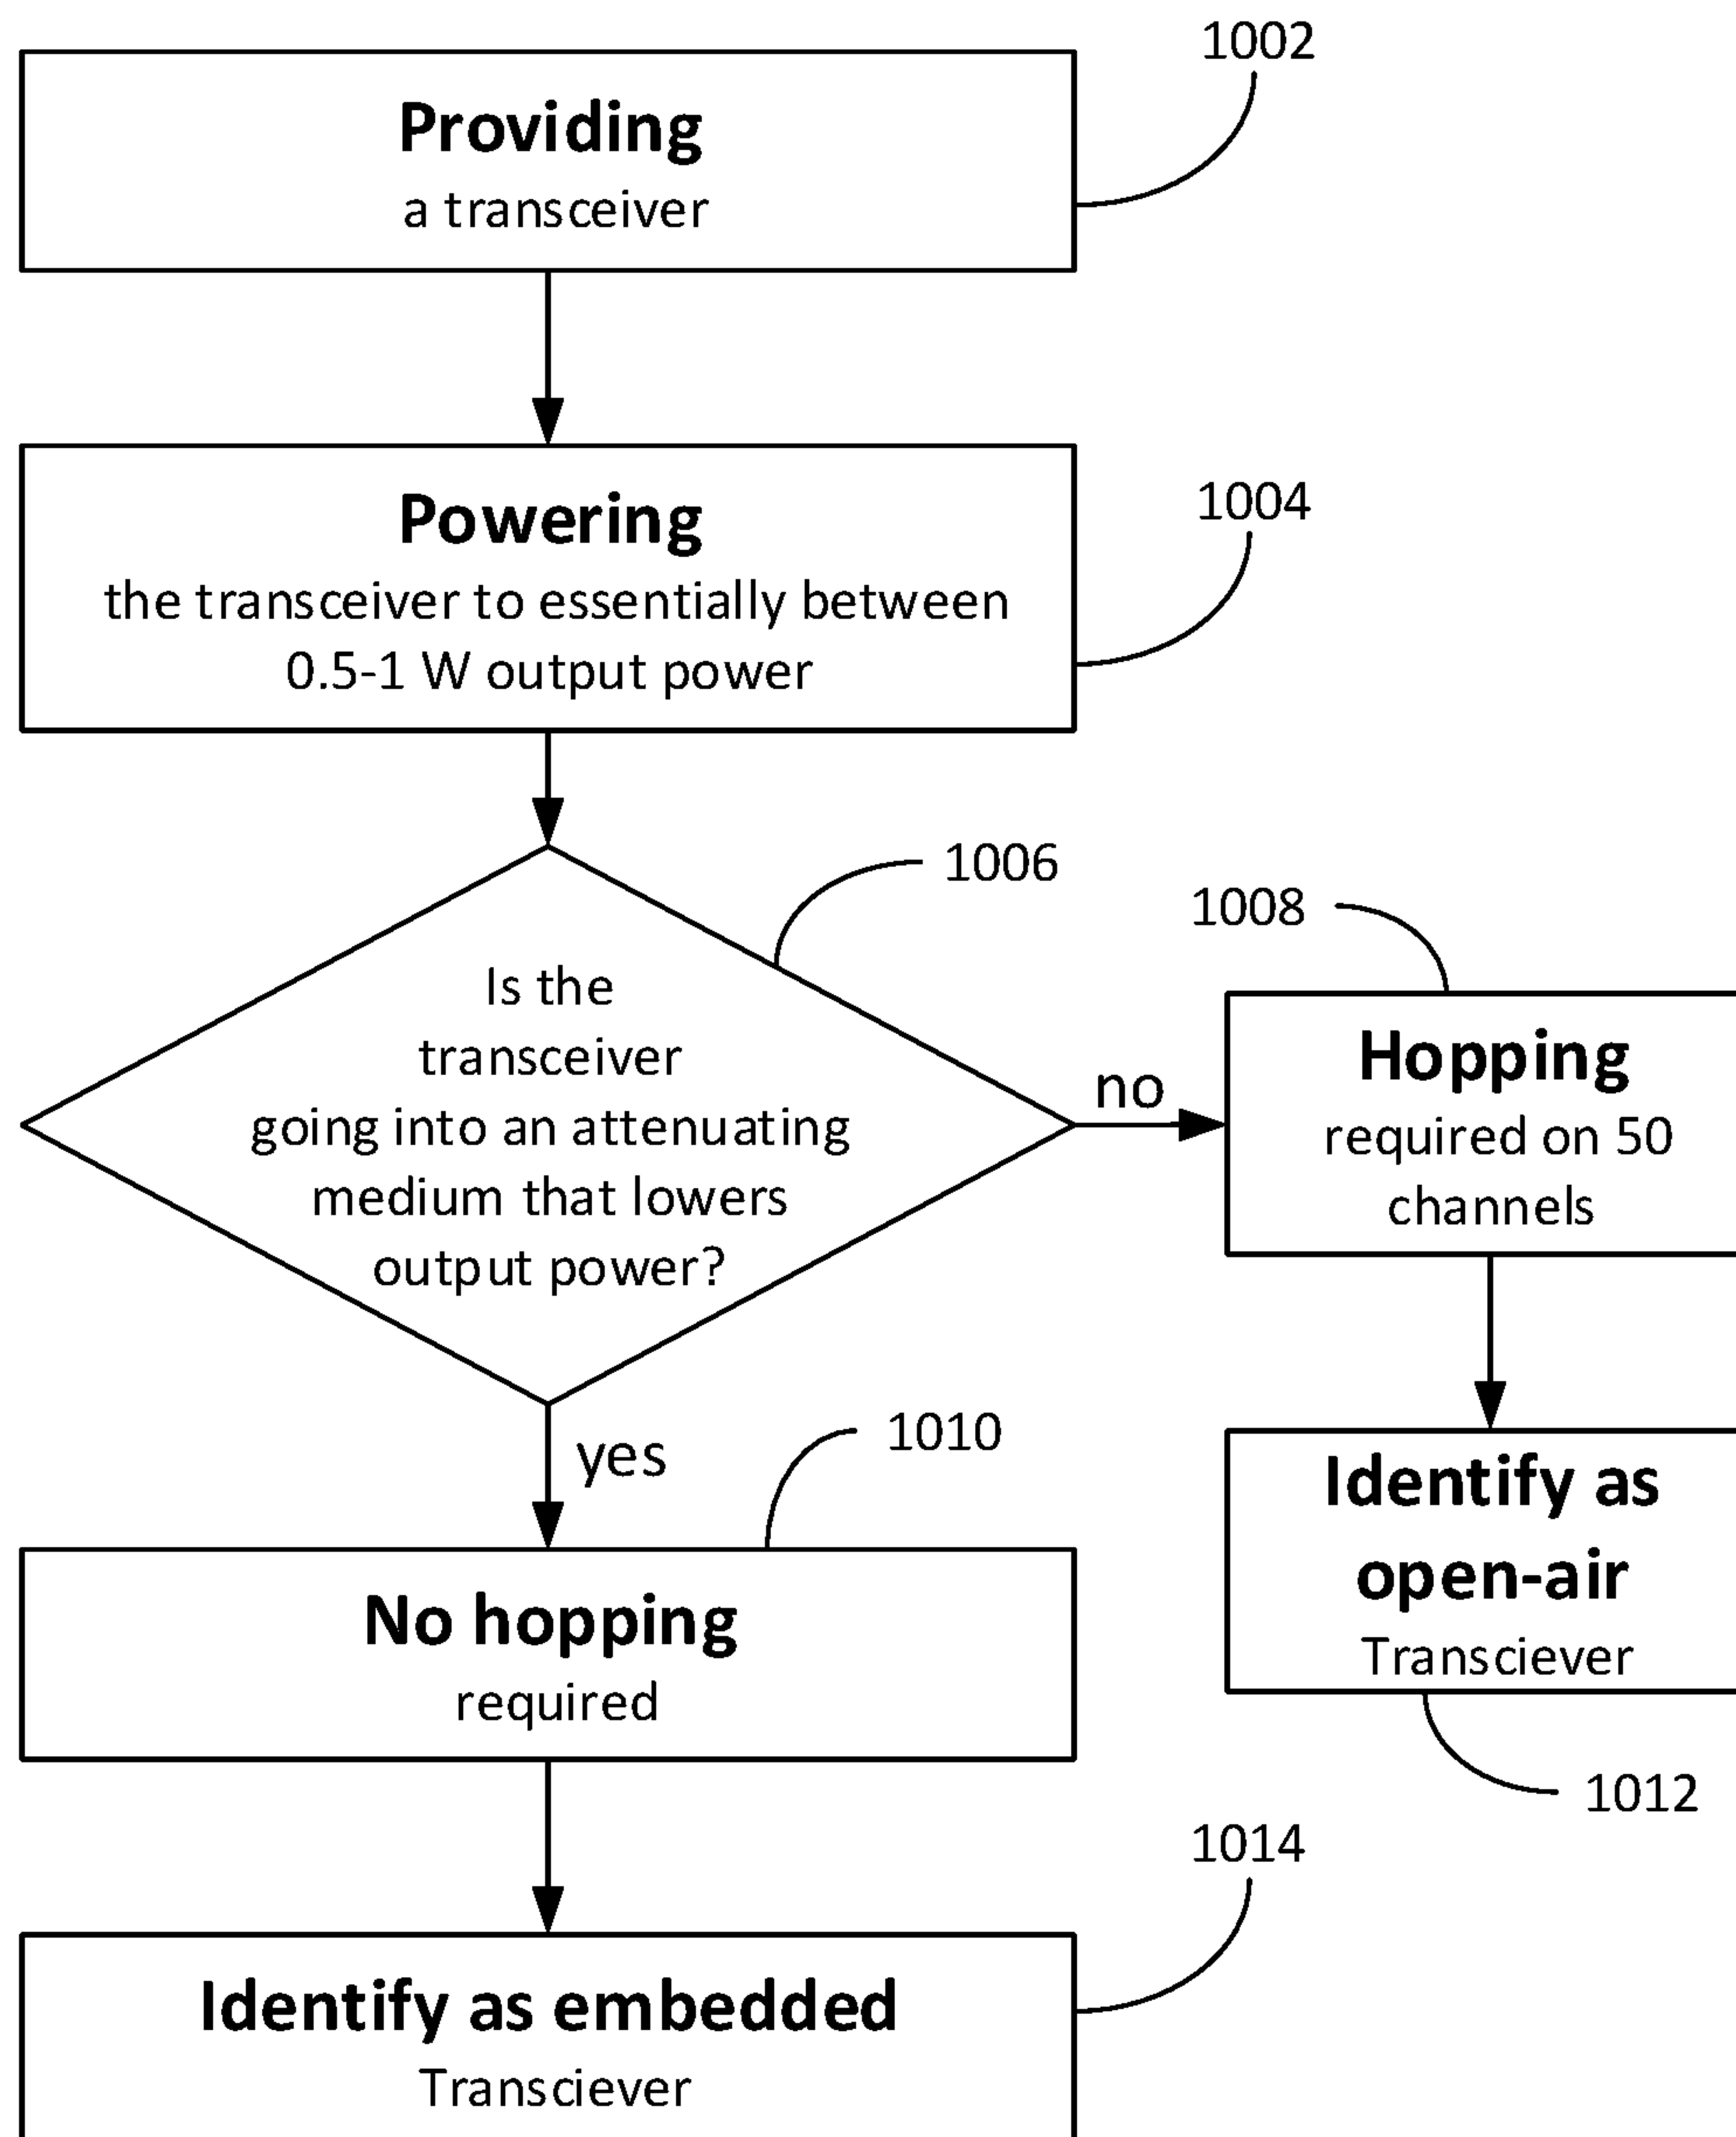 1002
Providing
a transceiver
1004
Powering
the transceiver to essentially between
0.5-1 W output power
1006
Is the
transceiver
going into an attenuating
medium that lowers
output power?
no
1008
Hopping
required on 50
channels
yes
1010
No hopping
required
Identify as
open-air
Transciever
1012
1014
Identify as embedded
Transciever